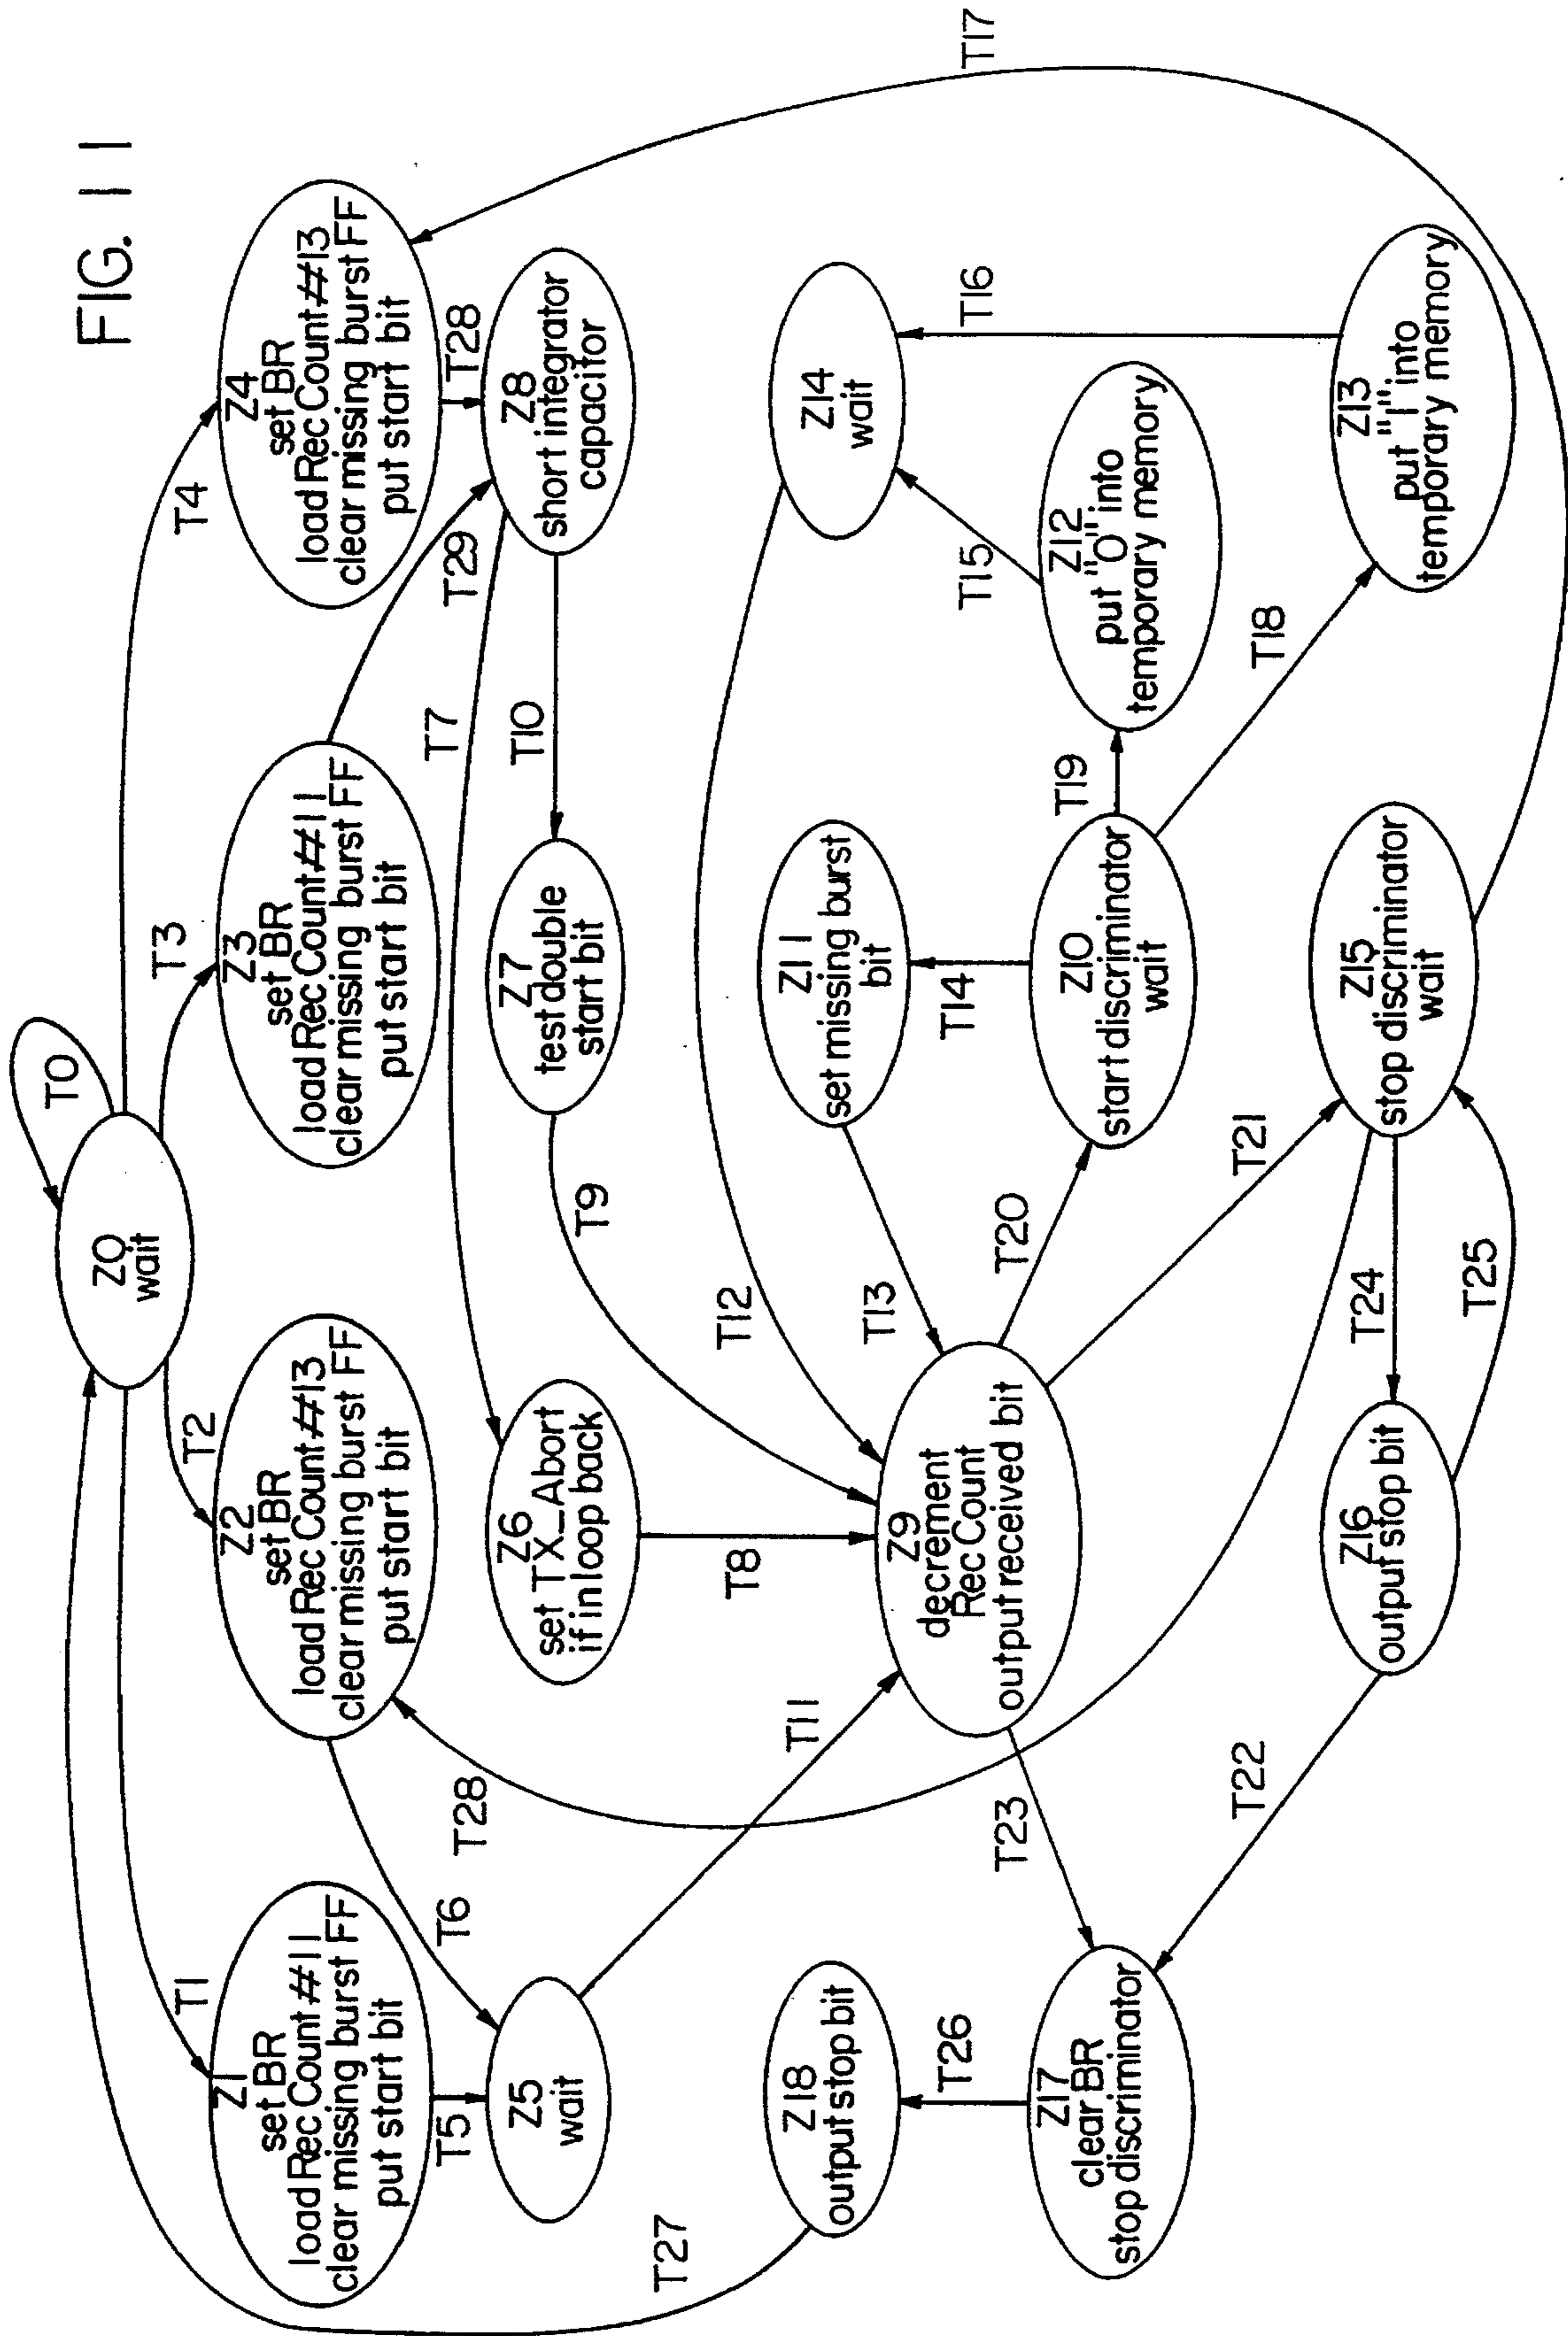 FIG. 11
T0
Z0
wait
T1
T2
T3
T4
Z1
set BR
load Rec Count #11
clear missing burst FF
put start bit
Z2
set BR
load Rec Count #13
clear missing burst FF
put start bit
Z3
set BR
load Rec Count #11
clear missing burst FF
put start bit
Z4
set BR
load Rec Count #13
clear missing burst FF
put start bit
T5
T6
T28
T29
T28
T17
Z5
wait
Z6
set TX_Abort
if in loop back
Z7
test double
start bit
Z8
short integrator
capacitor
T7
T10
T9
T8
T11
T12
T13
Z9
decrement
Rec Count
output received bit
Z11
set missing burst
bit
Z14
wait
T14
T15
T16
Z10
start discriminator
wait
Z12
put "0" into
temporary memory
T19
T18
T20
T21
T23
T27
Z18
output stop bit
T26
Z17
clear BR
stop discriminator
T22
Z16
output stop bit
T24
T25
Z15
stop discriminator
wait
Z13
put "1" into
temporary memory